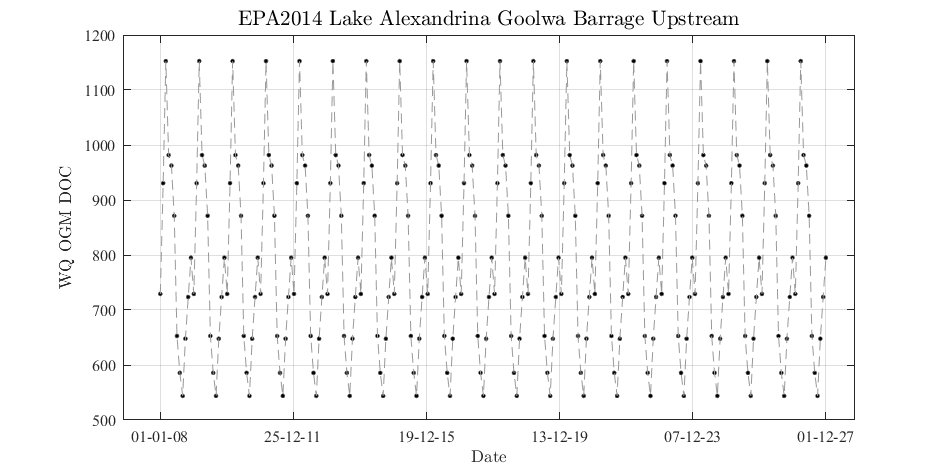 EPA2014 Lake Alexandrina Goolwa Barrage Upstream
1200
1100
1000
900
800
700
600
500
WQ OGM DOC
01-01-08 25-12-11 19-12-15 13-12-19 07-12-23 01-12-27
Date